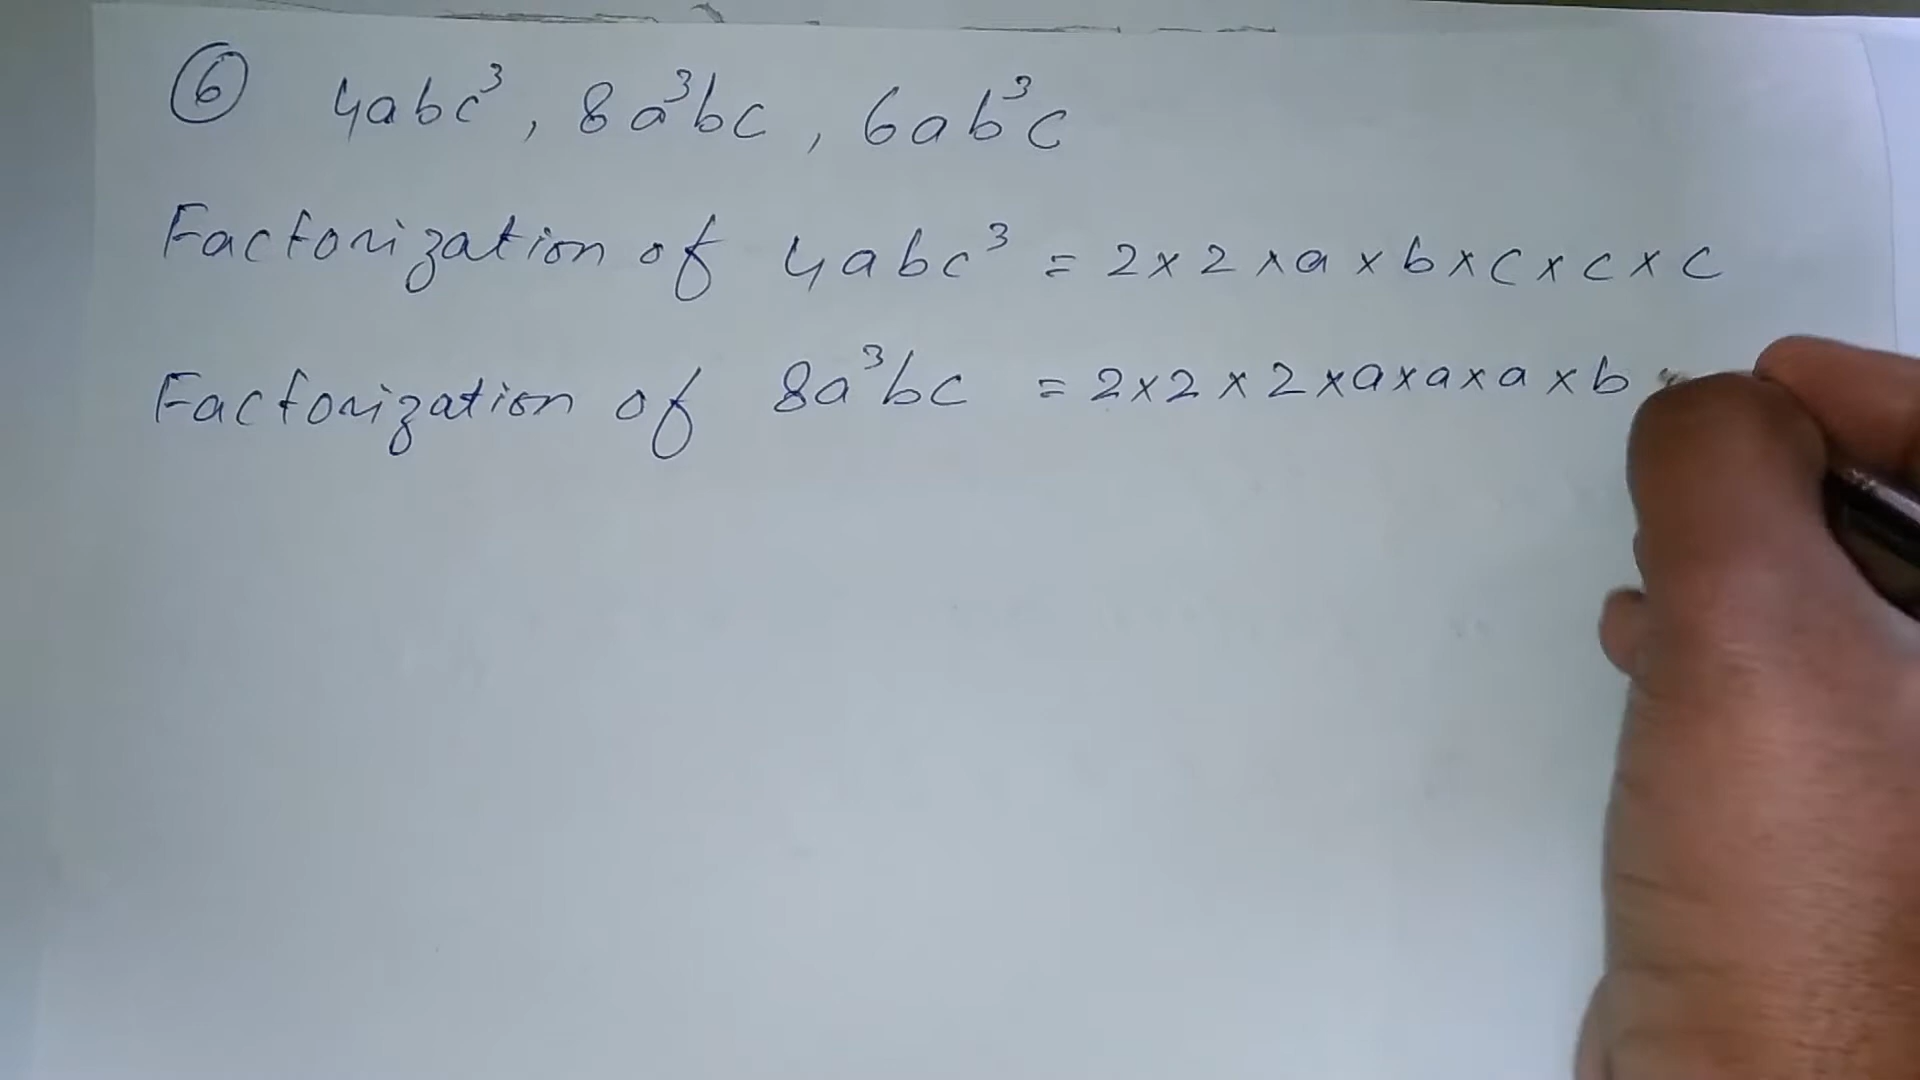 ⑥ 4abc³, 8a³bc, 6ab³c
Factorization of 4abc³ = 2 × 2 × a × b × c × c × c
Factorization of 8a³bc = 2 × 2 × 2 × a × a × a × b